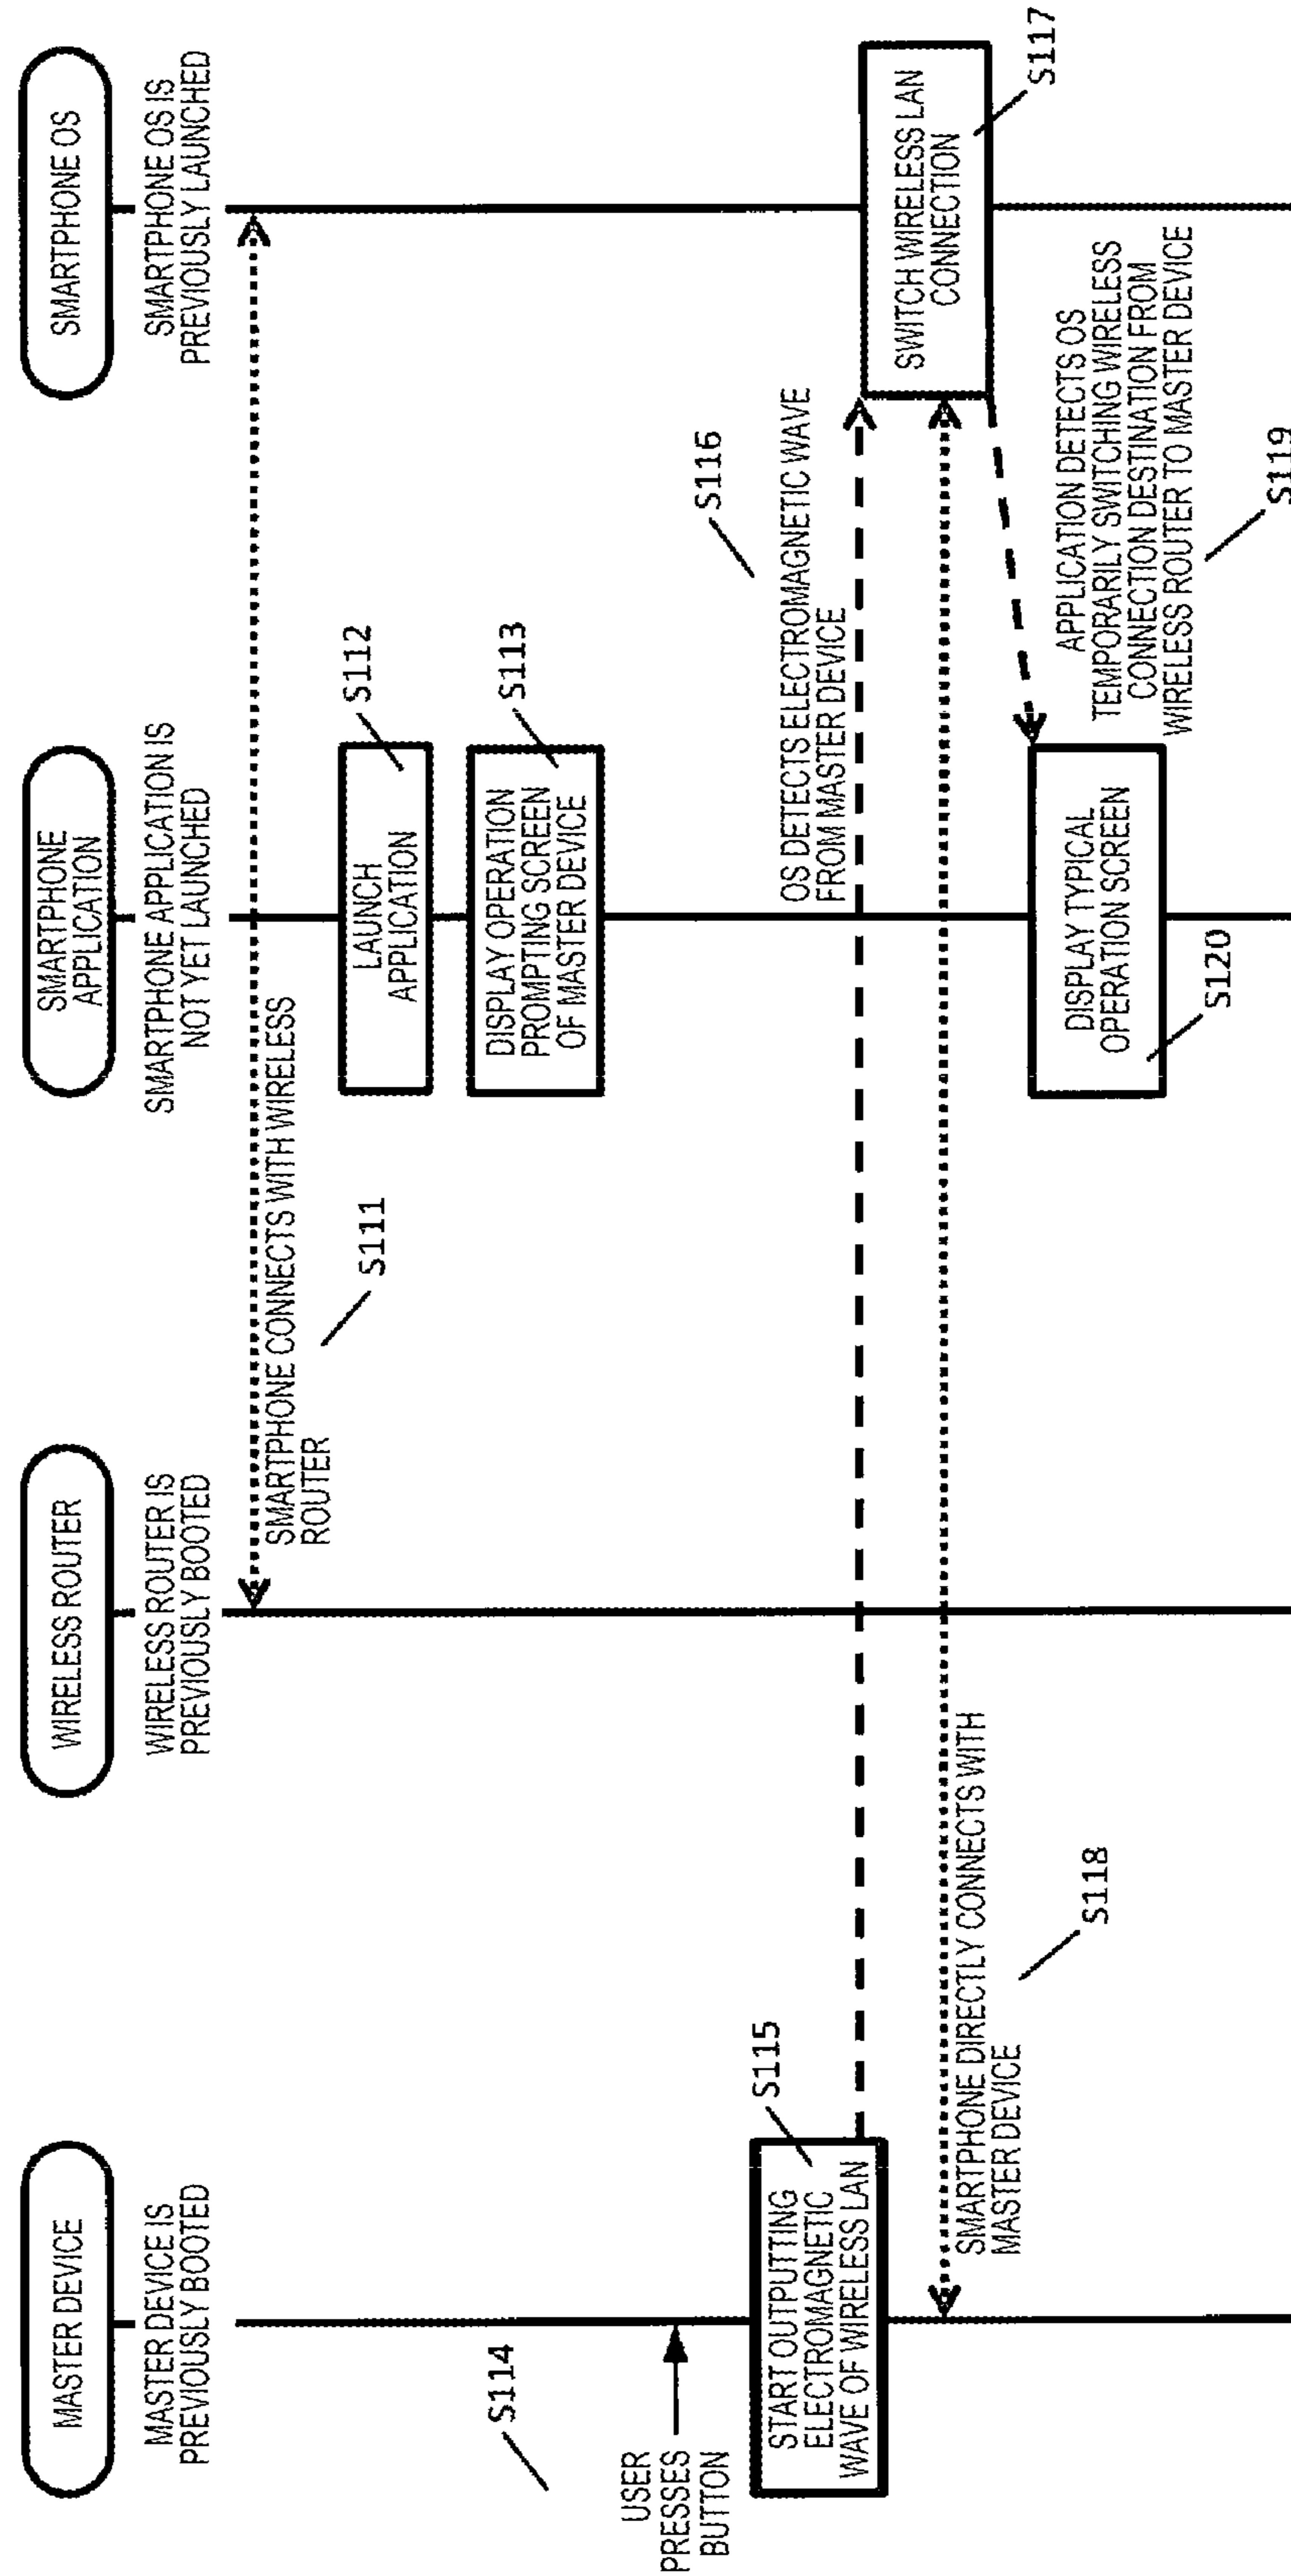 MASTER DEVICE
WIRELESS ROUTER
SMARTPHONE
APPLICATION
SMARTPHONE OS
MASTER DEVICE IS
PREVIOUSLY BOOTED
WIRELESS ROUTER IS
PREVIOUSLY BOOTED
SMARTPHONE APPLICATION IS
NOT YET LAUNCHED
SMARTPHONE OS IS
PREVIOUSLY LAUNCHED
SMARTPHONE CONNECTS WITH WIRELESS
ROUTER
S111
LAUNCH
APPLICATION
S112
DISPLAY OPERATION
PROMPTING SCREEN
OF MASTER DEVICE
S113
S114
USER
PRESSES
BUTTON
START OUTPUTTING
ELECTROMAGNETIC
WAVE OF WIRELESS LAN
S115
S116
OS DETECTS ELECTROMAGNETIC WAVE
FROM MASTER DEVICE
SWITCH WIRELESS LAN
CONNECTION
S117
SMARTPHONE DIRECTLY CONNECTS WITH
MASTER DEVICE
S118
APPLICATION DETECTS OS
TEMPORARILY SWITCHING WIRELESS
CONNECTION DESTINATION FROM
WIRELESS ROUTER TO MASTER DEVICE
S119
DISPLAY TYPICAL
OPERATION SCREEN
S120